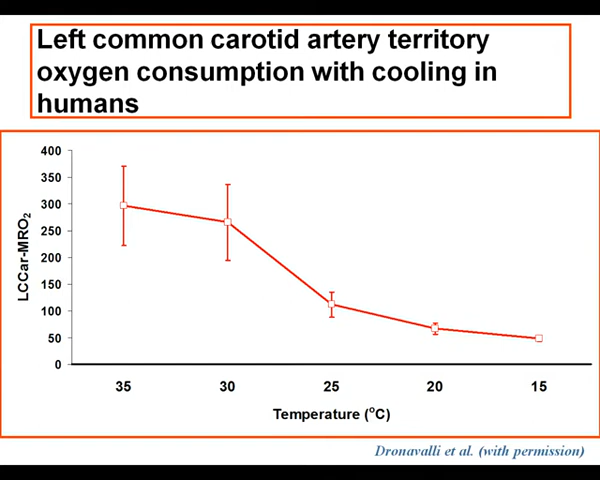 Left common carotid artery territory
oxygen consumption with cooling in
humans
400
350
300
250
200
150
100
50
0
LCCar-MRO2
35 30 25 20 15
Temperature (oC)
Dronavalli et al. (with permission)